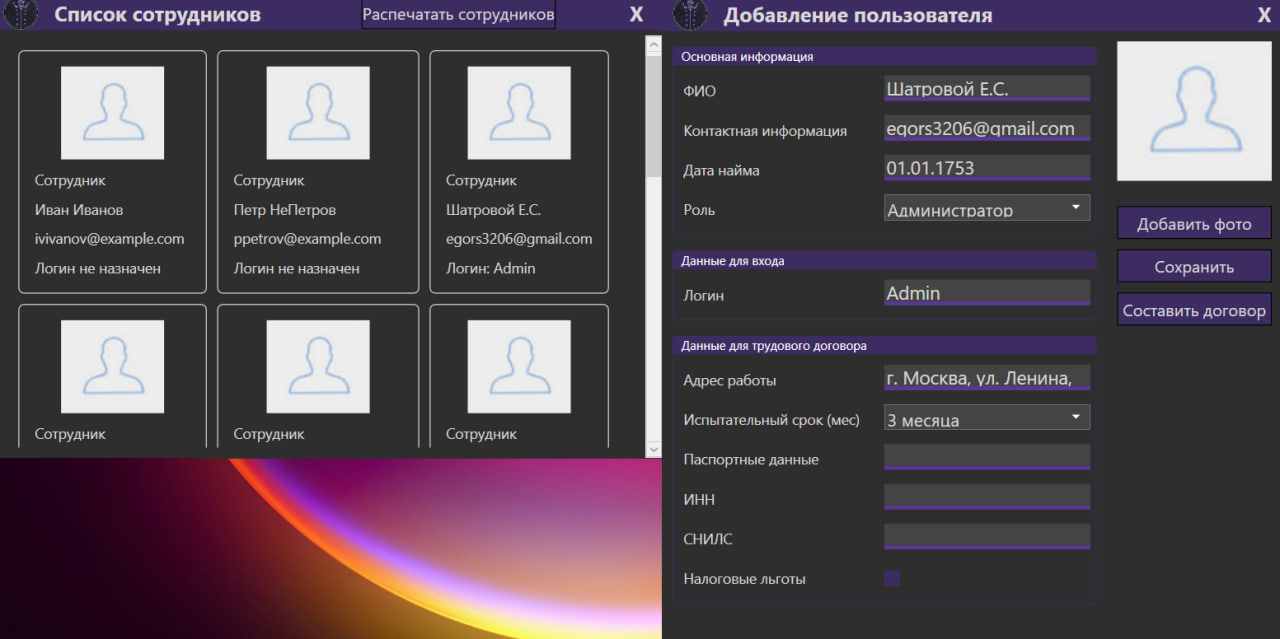 Список сотрудников
Распечатать сотрудников
X
Сотрудник
Иван Иванов
ivivanov@example.com
Логин не назначен
Сотрудник
Петр НеПетров
ppetrov@example.com
Логин не назначен
Сотрудник
Шатровой Е.С.
egors3206@gmail.com
Логин: Admin
Сотрудник
Сотрудник
Сотрудник
Добавление пользователя
X
Основная информация
ФИО
Шатровой Е.С.
Контактная информация
egors3206@gmail.com
Дата найма
01.01.1753
Роль
Администратор
Данные для входа
Логин
Admin
Данные для трудового договора
Адрес работы
г. Москва, ул. Ленина,
Испытательный срок (мес)
3 месяца
Паспортные данные
ИНН
СНИЛС
Налоговые льготы
Добавить фото
Сохранить
Составить договор